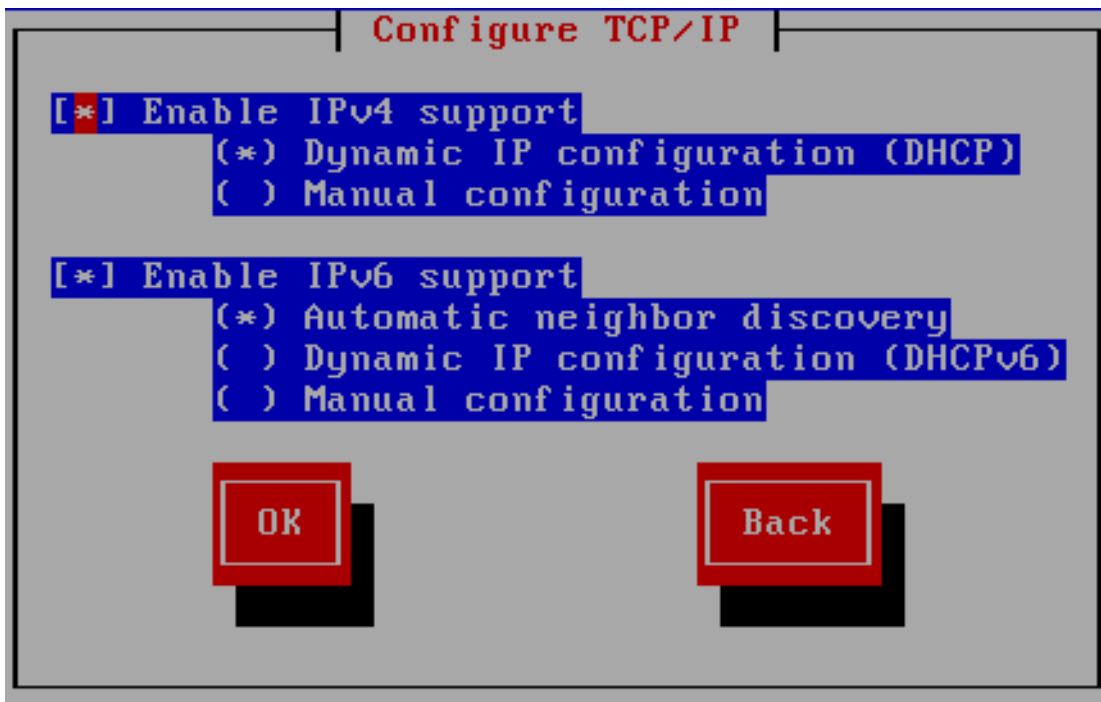 Configure TCP/IP
[*] Enable IPv4 support
(*) Dynamic IP configuration (DHCP)
( ) Manual configuration
[*] Enable IPv6 support
(*) Automatic neighbor discovery
( ) Dynamic IP configuration (DHCPv6)
( ) Manual configuration
OK Back